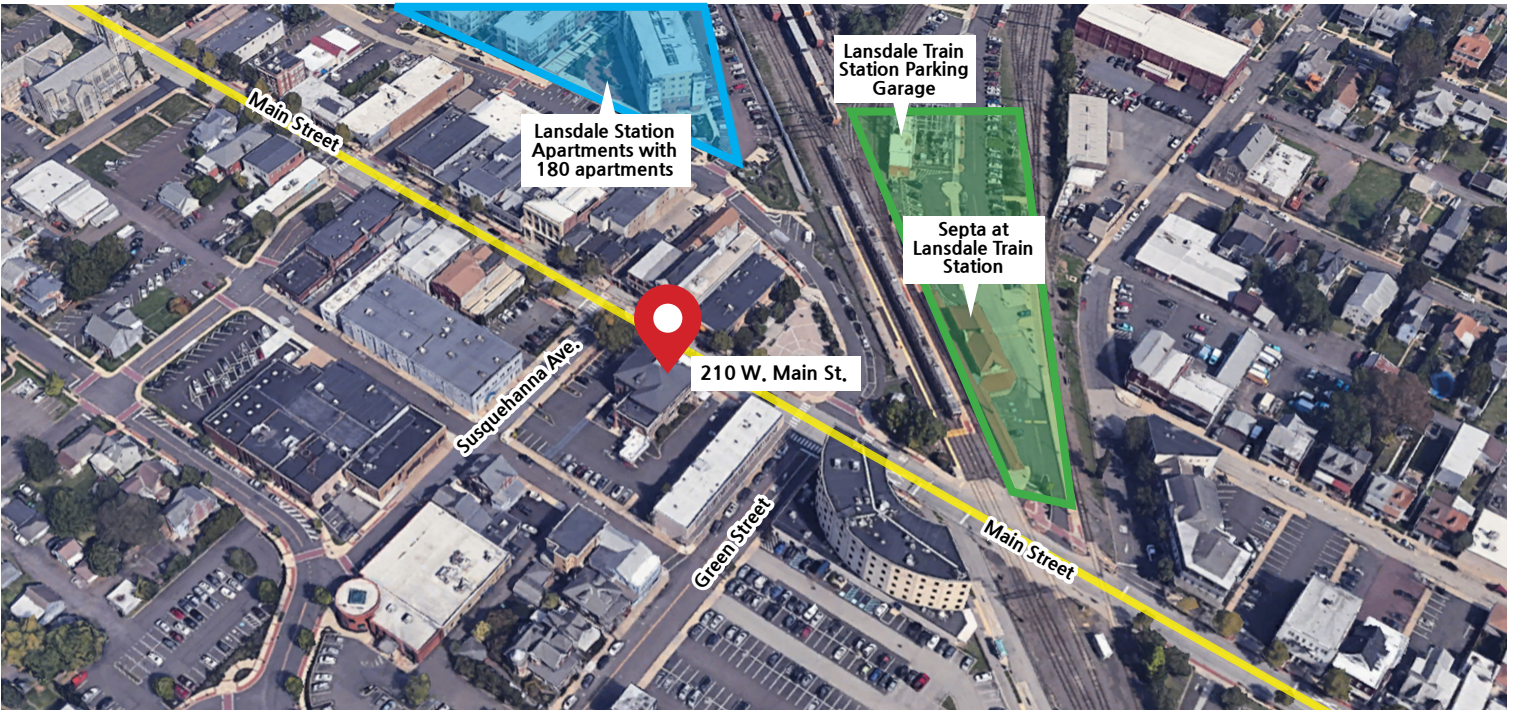 Lansdale Train
Station Parking
Garage
Main Street
Lansdale Station
Apartments with
180 apartments
Septa at
Lansdale Train
Station
210 W. Main St.
Susquehanna Ave.
Green Street
Main Street